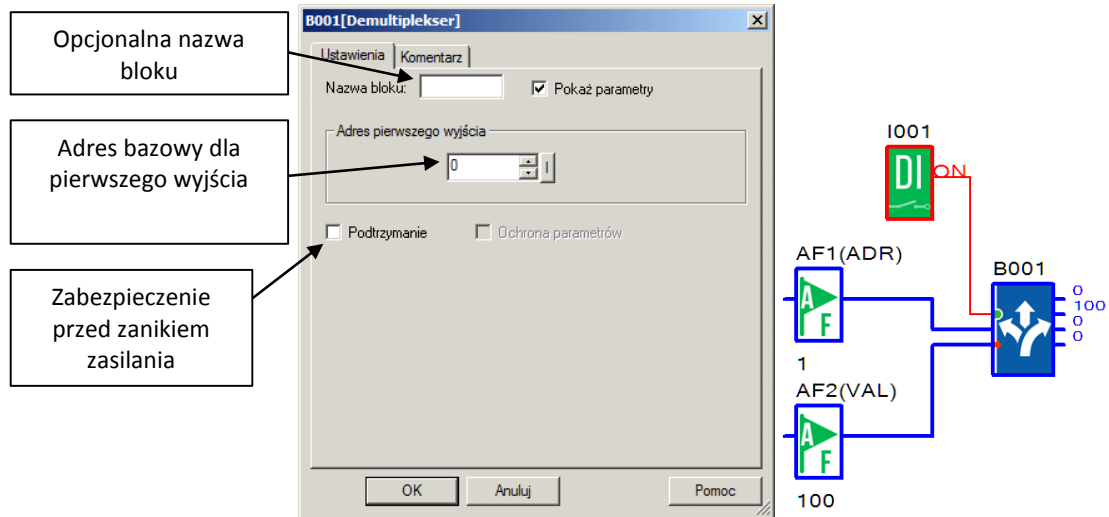 Opcjonalna nazwa
bloku
Adres bazowy dla
pierwszego wyjścia
Zabezpieczenie
przed zanikiem
zasilania
B001[Demultiplekser]
Ustawienia
Komentarz
Nazwa bloku:
Pokaż parametry
Adres pierwszego wyjścia
0
I
Podtrzymanie
Ochrona parametrów
OK
Anuluj
Pomoc
I001
DI
ON
AF1(ADR)
A
F
1
AF2(VAL)
A
F
100
B001
0
100
0
0